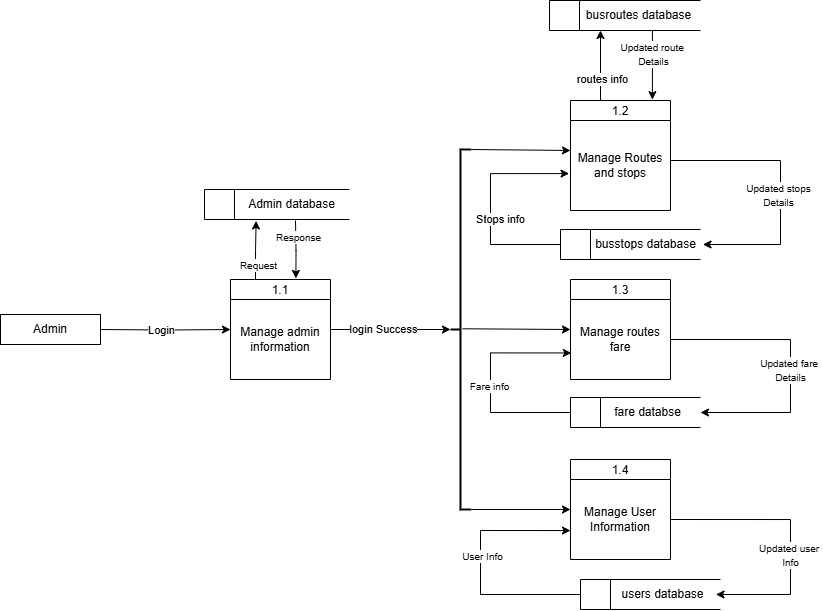 busroutes database
Updated route
Details
routes info
1.2
Manage Routes
and stops
Updated stops
Details
Admin database
Stops info
busstops database
Response
Request
1.1
1.3
Admin
Login
Manage admin
information
login Success
Manage routes
fare
Updated fare
Details
Fare info
fare databse
1.4
Manage User
Information
User Info
Updated user
Info
users database